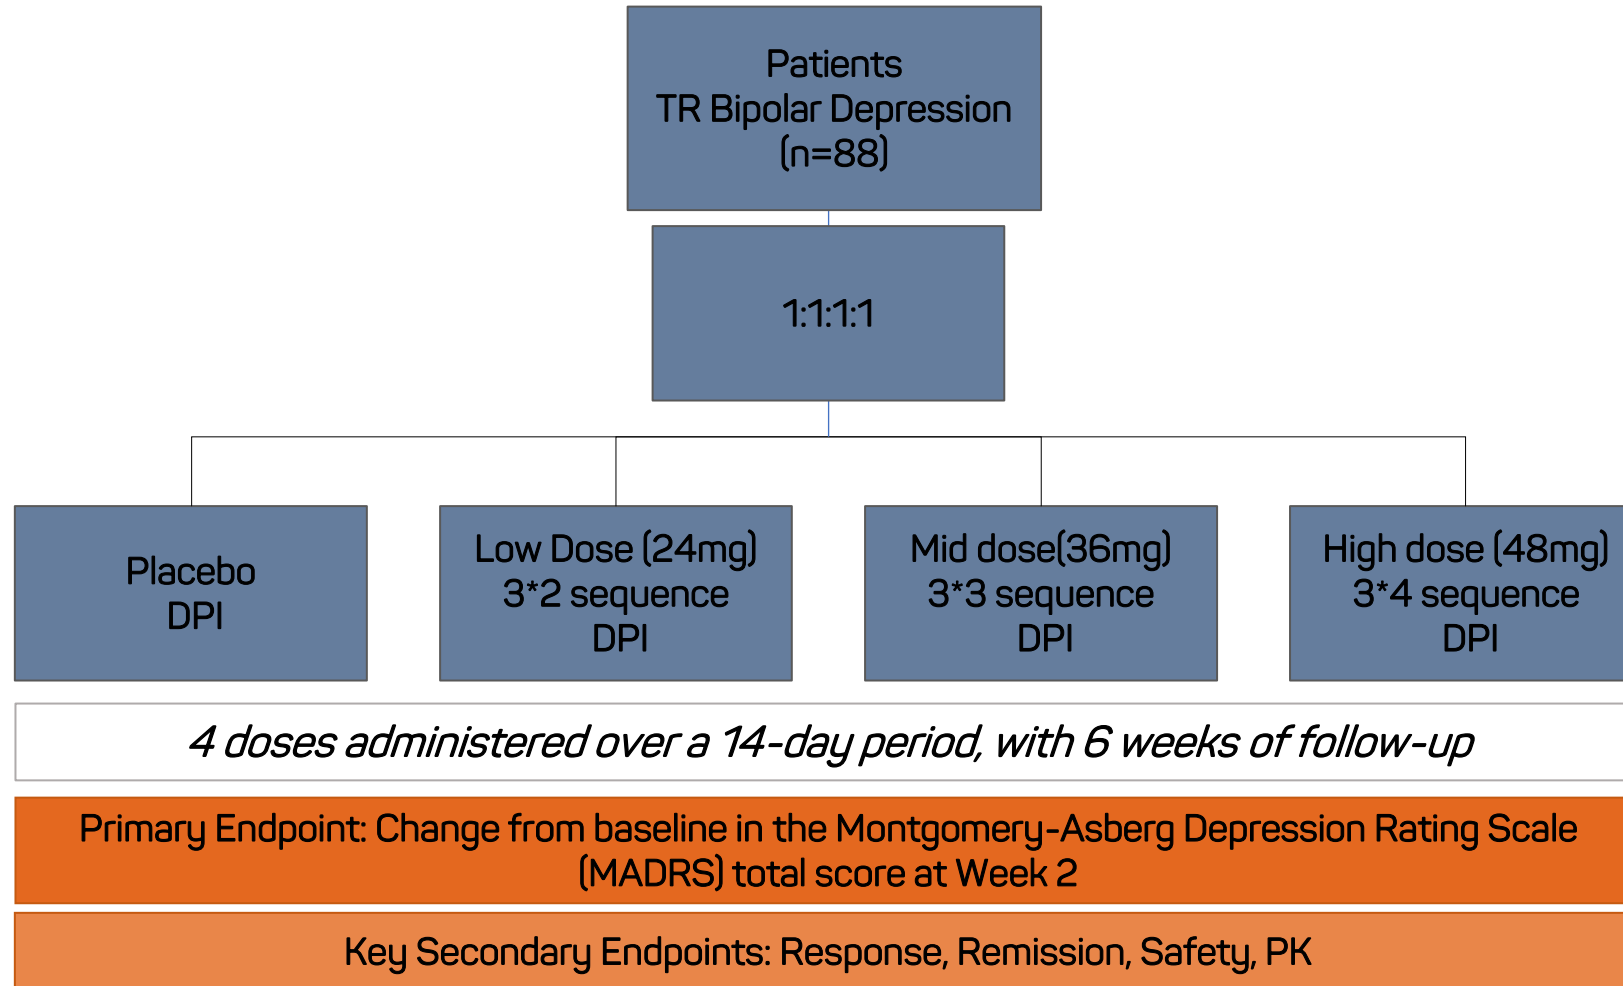 Patients
TR Bipolar Depression
(n=88)
1:1:1:1
Placebo
DPI
Low Dose (24mg)
3*2 sequence
DPI
Mid dose(36mg)
3*3 sequence
DPI
High dose (48mg)
3*4 sequence
DPI
4 doses administered over a 14-day period, with 6 weeks of follow-up
Primary Endpoint: Change from baseline in the Montgomery-Asberg Depression Rating Scale
(MADRS) total score at Week 2
Key Secondary Endpoints: Response, Remission, Safety, PK